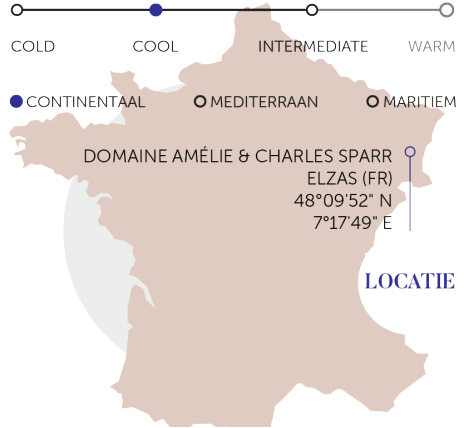 COLD COOL INTERMEDIATE WARM
CONTINENTAAL MEDITERRAAN MARITIEM
DOMAINE AMÉLIE & CHARLES SPARR
ELZAS (FR)
48°09'52" N
7°17'49" E
LOCATIE